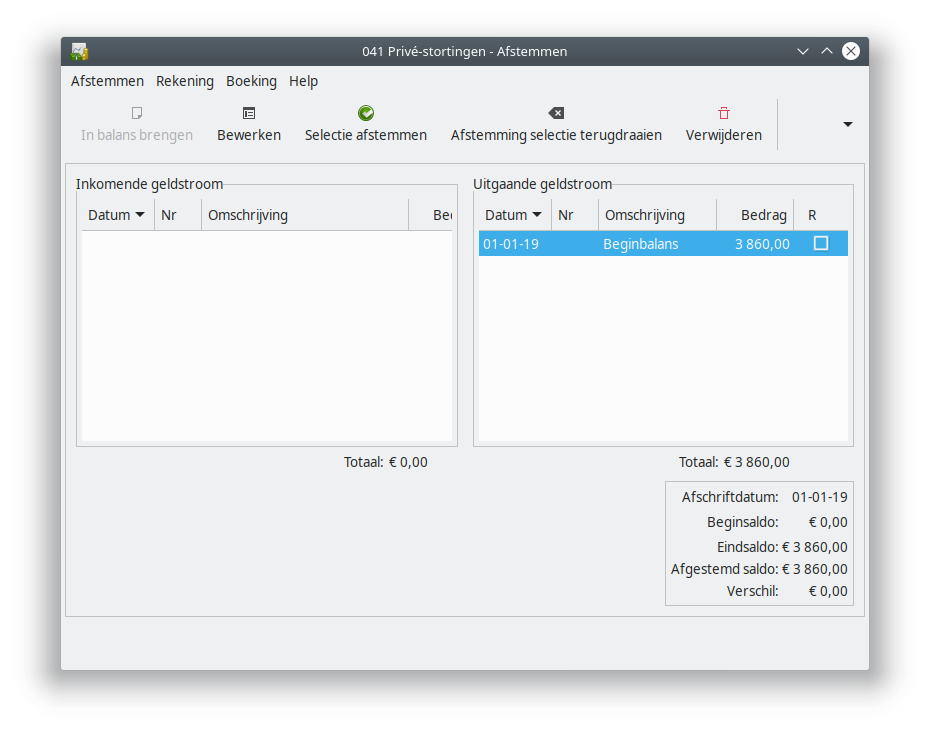 041 Privé-stortingen - Afstemmen
Afstemmen Rekening Boeking Help
In balans brengen Bewerken Selectie afstemmen Afstemming selectie terugdraaien Verwijderen
Inkomende geldstroom
Datum Nr Omschrijving Be
Totaal: € 0,00
Uitgaande geldstroom
Datum Nr Omschrijving Bedrag R
01-01-19 Beginbalans 3 860,00
Totaal: € 3 860,00
Afschriftdatum: 01-01-19
Beginsaldo: € 0,00
Eindsaldo: € 3 860,00
Afgestemd saldo: € 3 860,00
Verschil: € 0,00